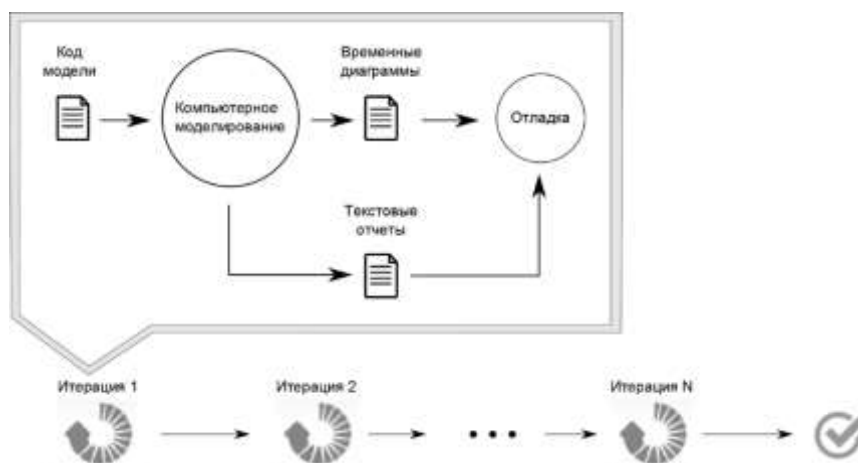 Код
модели
Компьютерное
моделирование
Временные
диаграммы
Отладка
Текстовые
отчеты
Итерация 1
Итерация 2
Итерация N